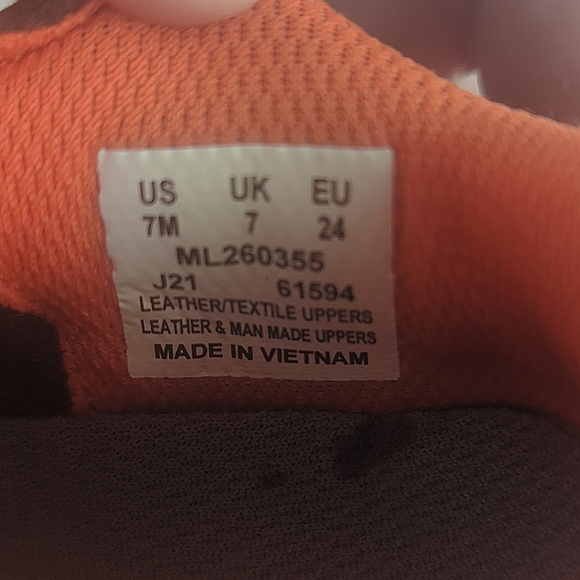 US UK EU
7M 7 24
ML260355
J21 61594
LEATHER/TEXTILE UPPERS
LEATHER & MAN MADE UPPERS
MADE IN VIETNAM